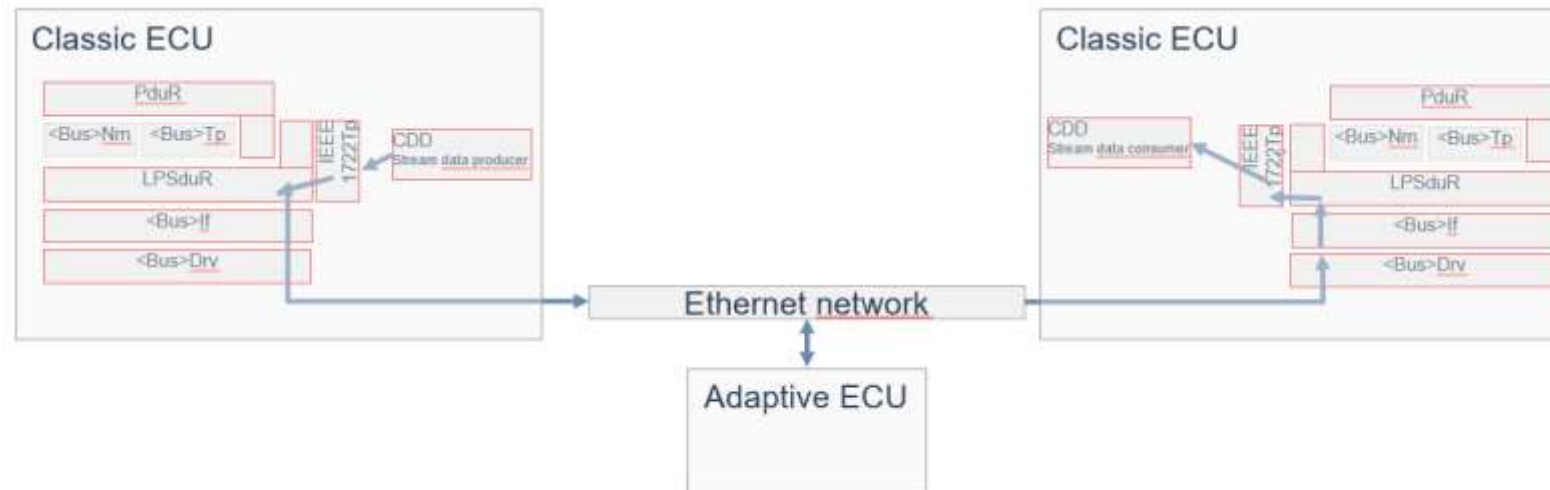 Classic ECU
PduR
<Bus>Nm
<Bus>Tp
IEEE
1722Tp
CDD
Stream data producer
LPSduR
<Bus>If
<Bus>Drv
Ethernet network
Adaptive ECU
Classic ECU
CDD
Stream data consumer
IEEE
1722Tp
PduR
<Bus>Nm
<Bus>Tp
LPSduR
<Bus>If
<Bus>Drv